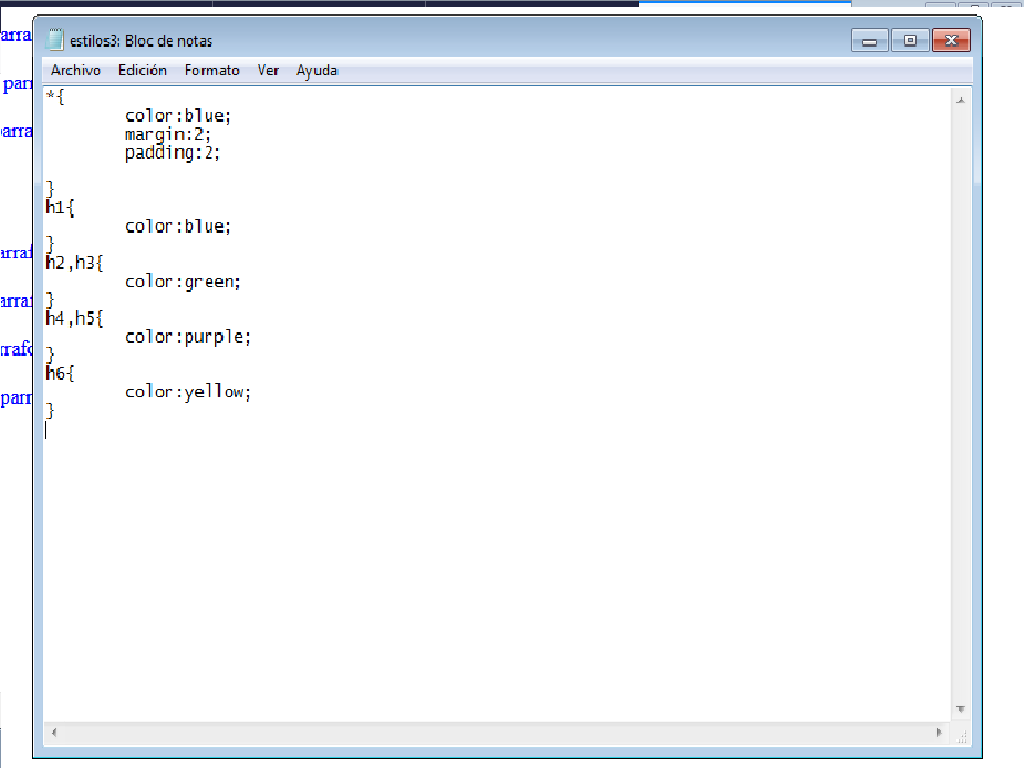 estilos3: Bloc de notas
Archivo Edición Formato Ver Ayuda
*{
color:blue;
margin:2;
padding:2;
}
h1{
color:blue;
}
h2,h3{
color:green;
}
h4,h5{
color:purple;
}
h6{
color:yellow;
}
arra
parr
parra
arraf
arraf
rrafo
parr